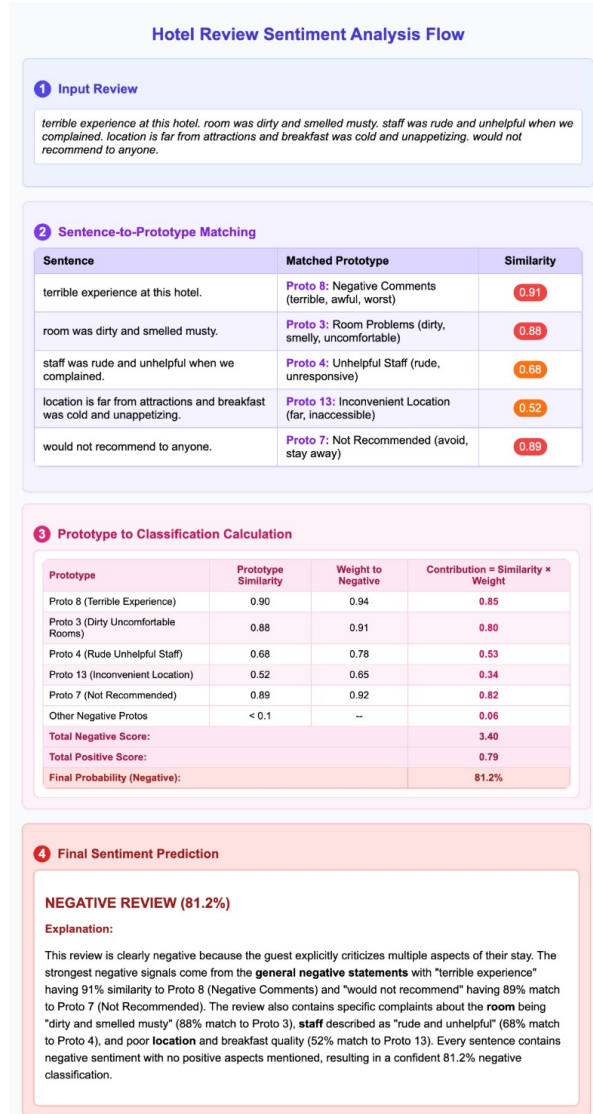 Hotel Review Sentiment Analysis Flow
1 Input Review
terrible experience at this hotel. room was dirty and smelled musty. staff was rude and unhelpful when we
complained. location is far from attractions and breakfast was cold and unappetizing. would not
recommend to anyone.
2 Sentence-to-Prototype Matching
Sentence Matched Prototype Similarity
terrible experience at this hotel. Proto 8: Negative Comments
(terrible, awful, worst) 0.91
room was dirty and smelled musty. Proto 3: Room Problems (dirty,
smelly, uncomfortable) 0.88
staff was rude and unhelpful when we
complained. Proto 4: Unhelpful Staff (rude,
unresponsive) 0.68
location is far from attractions and breakfast
was cold and unappetizing. Proto 13: Inconvenient Location
(far, inaccessible) 0.52
would not recommend to anyone. Proto 7: Not Recommended (avoid,
stay away) 0.89
3 Prototype to Classification Calculation
Prototype Prototype
Similarity Weight to
Negative Contribution = Similarity ×
Weight
Proto 8 (Terrible Experience) 0.90 0.94 0.85
Proto 3 (Dirty Uncomfortable
Rooms) 0.88 0.91 0.80
Proto 4 (Rude Unhelpful Staff) 0.68 0.78 0.53
Proto 13 (Inconvenient Location) 0.52 0.65 0.34
Proto 7 (Not Recommended) 0.89 0.92 0.82
Other Negative Protos < 0.1 -- 0.06
Total Negative Score: 3.40
Total Positive Score: 0.79
Final Probability (Negative): 81.2%
4 Final Sentiment Prediction
NEGATIVE REVIEW (81.2%)
Explanation:
This review is clearly negative because the guest explicitly criticizes multiple aspects of their stay. The
strongest negative signals come from the general negative statements with "terrible experience"
having 91% similarity to Proto 8 (Negative Comments) and "would not recommend" having 89% match
to Proto 7 (Not Recommended). The review also contains specific complaints about the room being
"dirty and smelled musty" (88% match to Proto 3), staff described as "rude and unhelpful" (68% match
to Proto 4), and poor location and breakfast quality (52% match to Proto 13). Every sentence contains
negative sentiment with no positive aspects mentioned, resulting in a confident 81.2% negative
classification.